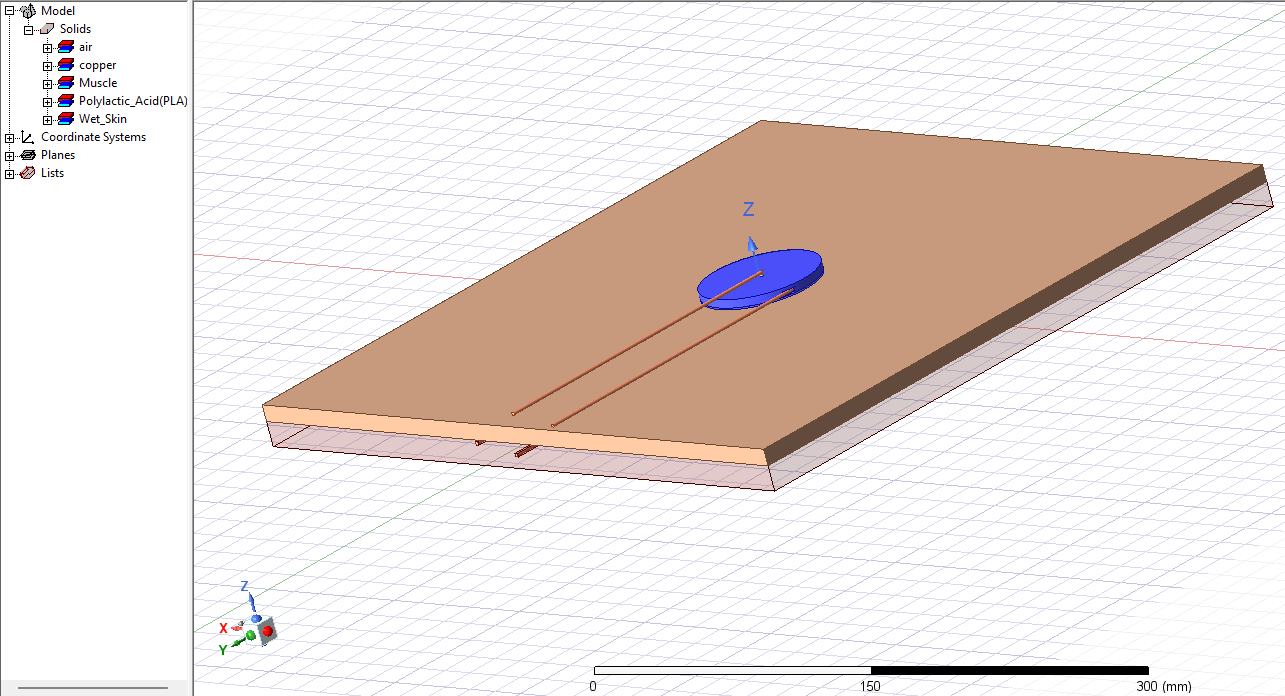 Model
Solids
air
copper
Muscle
Polylactic_Acid(PLA)
Wet_Skin
Coordinate Systems
Planes
Lists
Z
Z
X
Y
0 150 300 (mm)